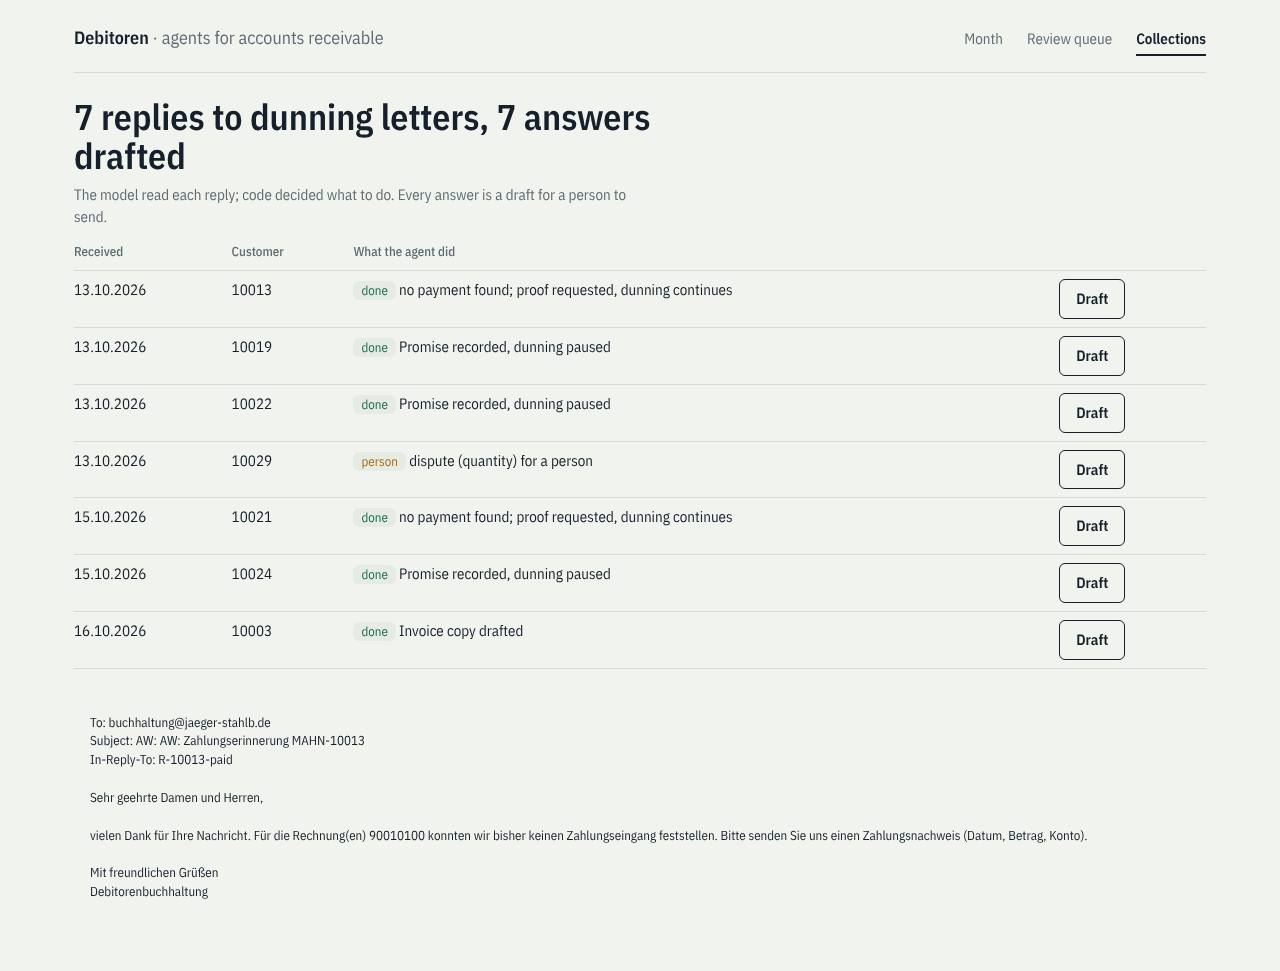 Debitoren · agents for accounts receivable
Month Review queue Collections
7 replies to dunning letters, 7 answers
drafted
The model read each reply; code decided what to do. Every answer is a draft for a person to
send.
Received Customer What the agent did
13.10.2026 10013 done no payment found; proof requested, dunning continues Draft
13.10.2026 10019 done Promise recorded, dunning paused Draft
13.10.2026 10022 done Promise recorded, dunning paused Draft
13.10.2026 10029 person dispute (quantity) for a person Draft
15.10.2026 10021 done no payment found; proof requested, dunning continues Draft
15.10.2026 10024 done Promise recorded, dunning paused Draft
16.10.2026 10003 done Invoice copy drafted Draft
To: buchhaltung@jaeger-stahlb.de
Subject: AW: AW: Zahlungserinnerung MAHN-10013
In-Reply-To: R-10013-paid
Sehr geehrte Damen und Herren,
vielen Dank für Ihre Nachricht. Für die Rechnung(en) 90010100 konnten wir bisher keinen Zahlungseingang feststellen. Bitte senden Sie uns einen Zahlungsnachweis (Datum, Betrag, Konto).
Mit freundlichen Grüßen
Debitorenbuchhaltung